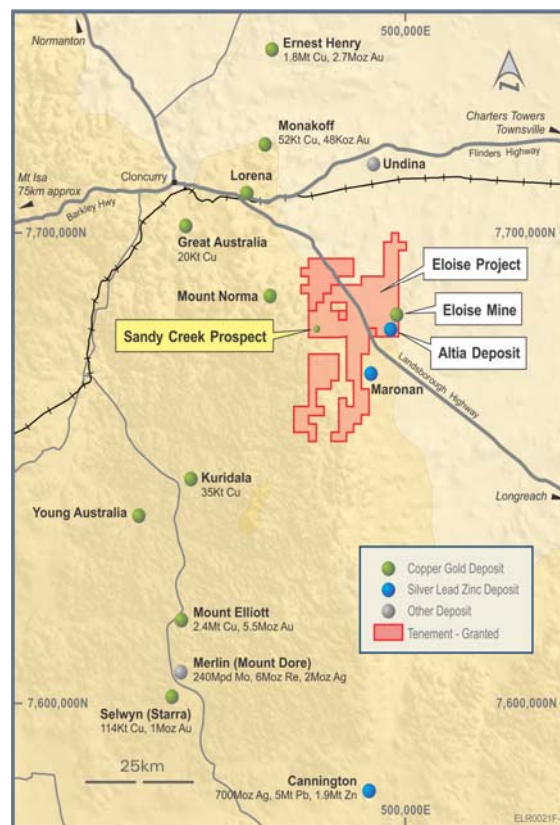 500,000E
Normanton
Ernest Henry
1.8Mt Cu, 2.7Moz Au
Z
Monakoff
52Kt Cu, 48Koz Au
Charters Towers
Townsville
Flinders Highway
Undina
Mt Isa
75km approx
Cloncurry
Lorena
Barkley Hwy
7,700,000N
7,700,000N
Great Australia
20Kt Cu
Eloise Project
Mount Norma
Eloise Mine
Sandy Creek Prospect
Altia Deposit
Maronan
Landsborough Highway
Kuridala
35Kt Cu
Longreach
Young Australia
Copper Gold Deposit
Silver Lead Zinc Deposit
Other Deposit
Tenement - Granted
Mount Elliott
2.4Mt Cu, 5.5Moz Au
Merlin (Mount Dore)
240Mpd Mo, 6Moz Re, 2Moz Ag
7,600,000N
7,600,000N
Selwyn (Starra)
114Kt Cu, 1Moz Au
25km
Cannington
700Moz Ag, 5Mt Pb, 1.9Mt Zn
500,000E